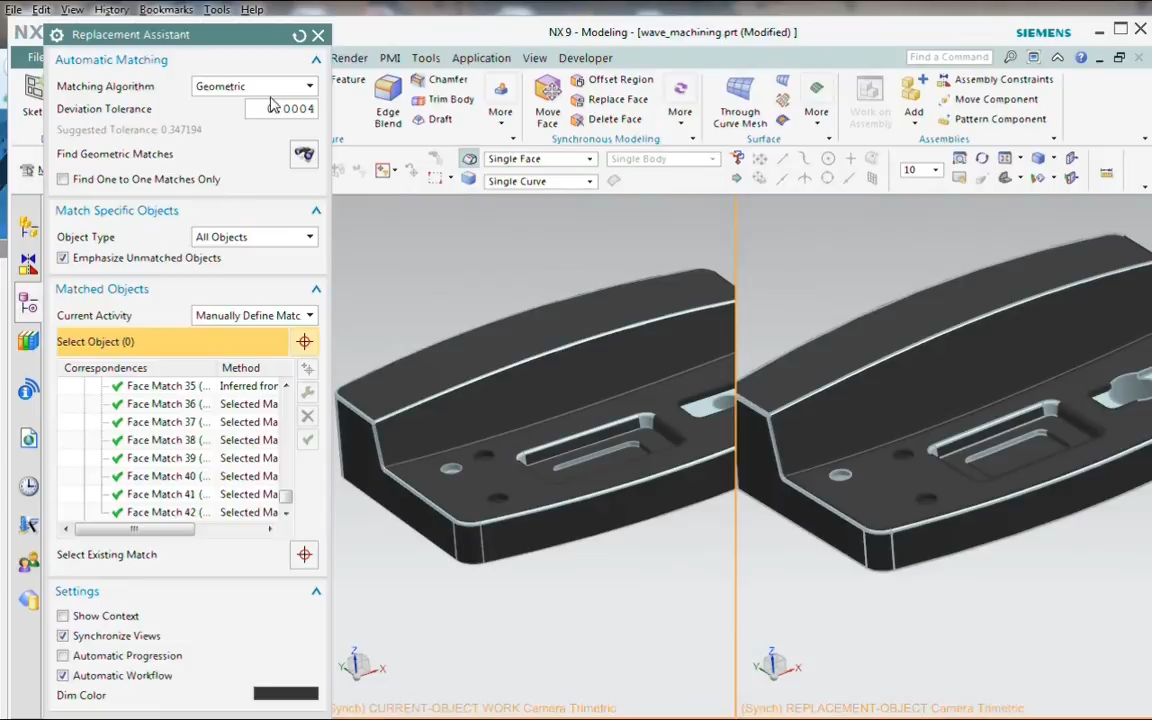 File Edit View History Bookmarks Tools Help
NX
Replacement Assistant
NX 9 - Modeling - [wave_machining.prt (Modified) ]
SIEMENS
File
Render PMI Tools Application View Developer
Find a Command
Automatic Matching
Matching Algorithm Geometric
Deviation Tolerance
Suggested Tolerance: 0.347194
Find Geometric Matches
Find One to One Matches Only
Feature
Edge Blend
Chamfer
Trim Body
Draft
More
Move Face
Offset Region
Replace Face
Delete Face
More
Synchronous Modeling
Through Curve Mesh
More
Surface
Work on Assembly
Add
Assembly Constraints
Move Component
Pattern Component
Assemblies
Single Face
Single Body
Single Curve
10
Match Specific Objects
Object Type All Objects
Emphasize Unmatched Objects
Matched Objects
Current Activity Manually Define Matc
Select Object (0)
Correspondences Method
Face Match 35 (... Inferred from
Face Match 36 (... Selected Ma
Face Match 37 (... Selected Ma
Face Match 38 (... Selected Ma
Face Match 39 (... Selected Ma
Face Match 40 (... Selected Ma
Face Match 41 (... Selected Ma
Face Match 42 (... Selected Ma
Select Existing Match
Settings
Show Context
Synchronize Views
Automatic Progression
Automatic Workflow
Dim Color
Z
Y
X
Z
Y
X
Synch) CURRENT-OBJECT WORK Camera Trimetric
(Synch) REPLACEMENT-OBJECT Camera Trimetric